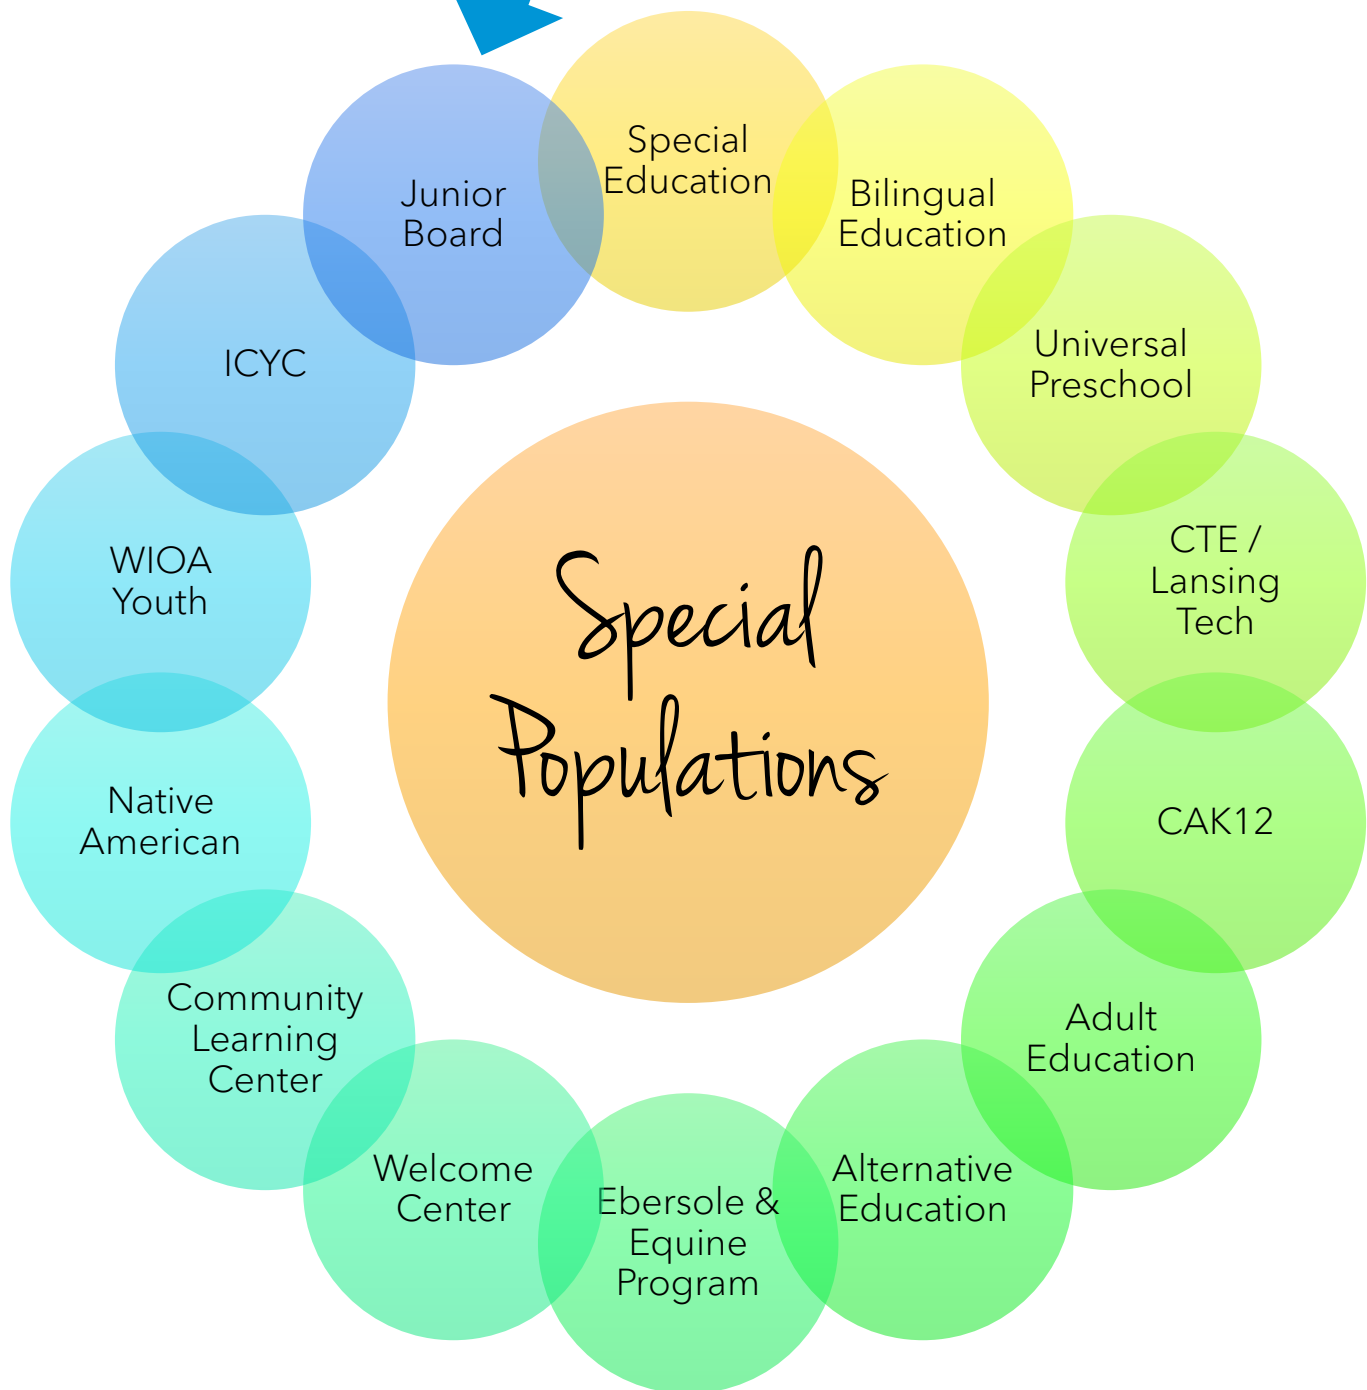 Special
Education
Bilingual
Education
Universal
Preschool
CTE /
Lansing
Tech
CAK12
Adult
Education
Alternative
Education
Ebersole &
Equine
Program
Welcome
Center
Community
Learning
Center
Native
American
WIOA
Youth
ICYC
Junior
Board
Special
Populations